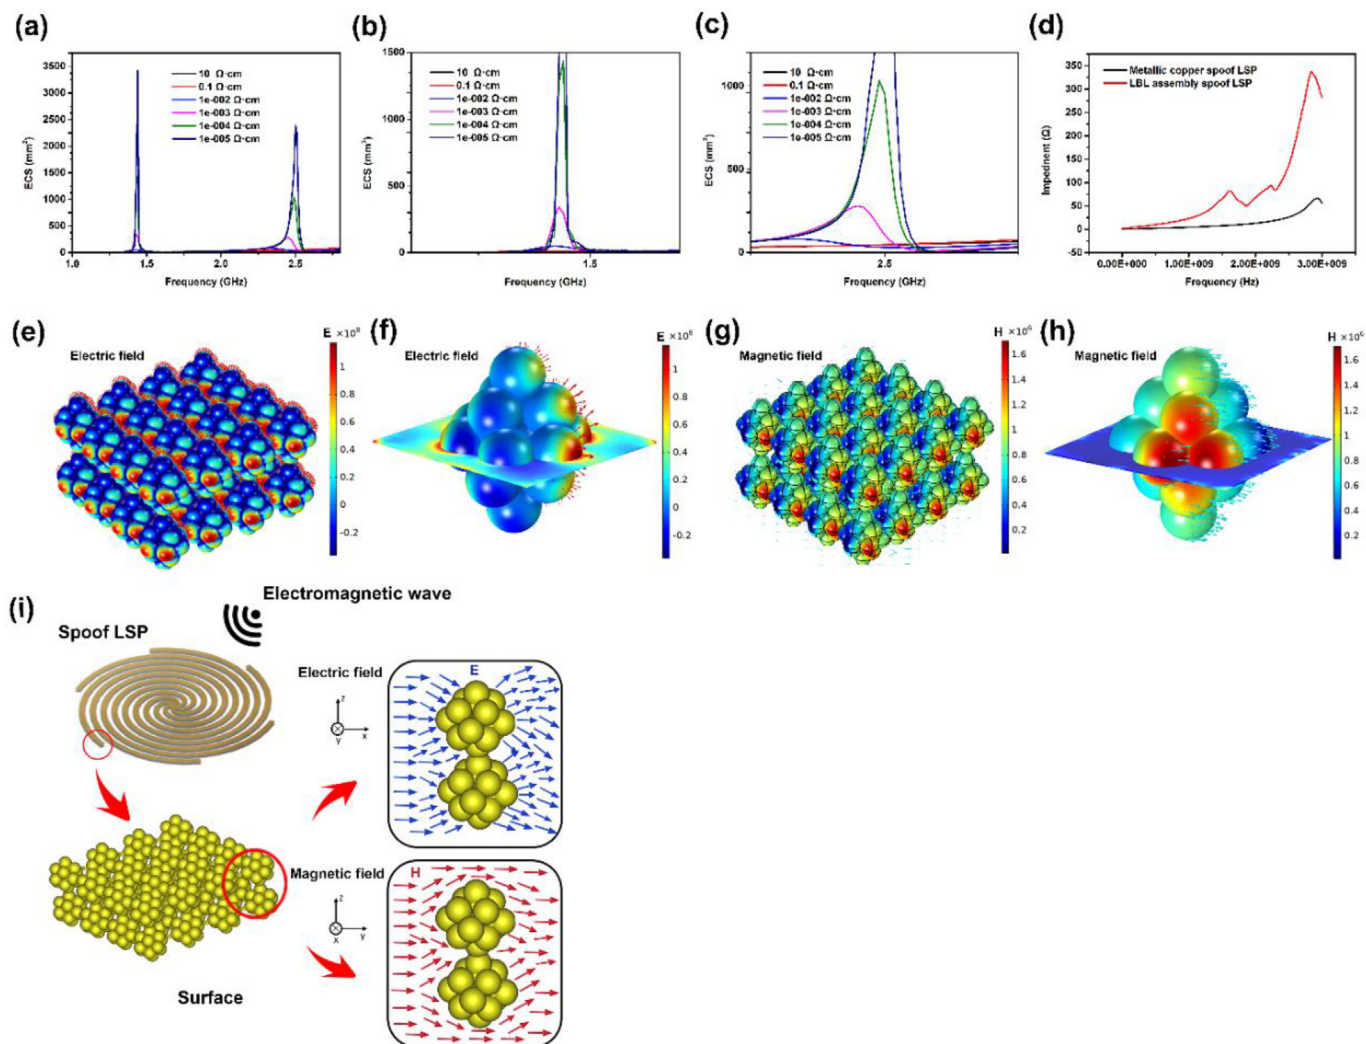 (a)
ECS (mm²)
3500
3000
2500
2000
1500
1000
500
0
10 Ω·cm
0.1 Ω·cm
1e-002 Ω·cm
1e-003 Ω·cm
1e-004 Ω·cm
1e-005 Ω·cm
1.0 1.5 2.0 2.5
Frequency (GHz)
(b)
ECS (mm²)
1500
1000
500
0
10 Ω·cm
0.1 Ω·cm
1e-002 Ω·cm
1e-003 Ω·cm
1e-004 Ω·cm
1e-005 Ω·cm
1.5
Frequency (GHz)
(c)
ECS (mm²)
1000
500
0
10 Ω·cm
0.1 Ω·cm
1e-002 Ω·cm
1e-003 Ω·cm
1e-004 Ω·cm
1e-005 Ω·cm
2.5
Frequency (GHz)
(d)
Impednent (Ω)
350
300
250
200
150
100
50
0
-50
Metallic copper spoof LSP
LBL assembly spoof LSP
0.00E+000 1.00E+009 2.00E+009 3.00E+009
Frequency (Hz)
(e)
Electric field
E ×10⁸
1
0.8
0.6
0.4
0.2
0
-0.2
(f)
Electric field
E ×10⁸
1
0.8
0.6
0.4
0.2
0
-0.2
(g)
Magnetic field
H ×10⁶
1.6
1.4
1.2
1
0.8
0.6
0.4
0.2
(h)
Magnetic field
H ×10⁶
1.6
1.4
1.2
1
0.8
0.6
0.4
0.2
(i)
Electromagnetic wave
Spoof LSP
Electric field
z
y x
E
Magnetic field
z
x y
H
Surface